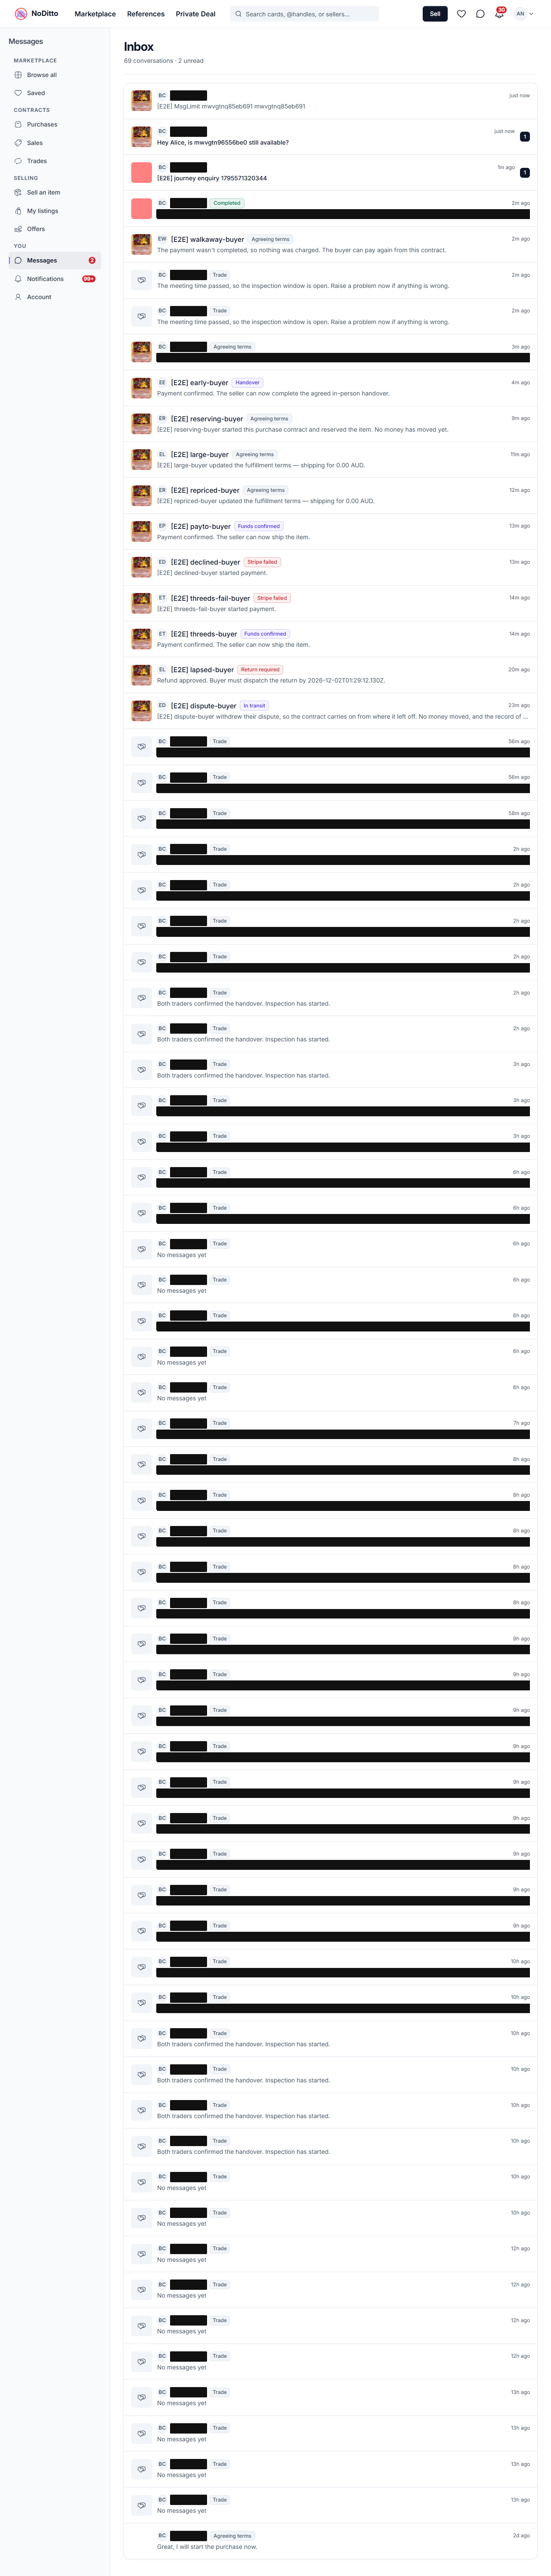 NoDitto Marketplace References Private Deal Search cards, @handles, or sellers... Sell 30 AN
Messages
MARKETPLACE
Browse all
Saved
CONTRACTS
Purchases
Sales
Trades
SELLING
Sell an item
My listings
Offers
YOU
Messages 2
Notifications 99+
Account
Inbox
69 conversations · 2 unread
BC just now
[E2E] MsgLimit mwvgtnq85eb691 mwvgtnq85eb691
BC just now
Hey Alice, is mwvgtn96556be0 still available? 1
BC 1m ago
[E2E] journey enquiry 1795571320344 1
BC Completed 2m ago
EW [E2E] walkaway-buyer Agreeing terms 2m ago
The payment wasn't completed, so nothing was charged. The buyer can pay again from this contract.
BC Trade 2m ago
The meeting time passed, so the inspection window is open. Raise a problem now if anything is wrong.
BC Trade 2m ago
The meeting time passed, so the inspection window is open. Raise a problem now if anything is wrong.
BC Agreeing terms 3m ago
EE [E2E] early-buyer Handover 4m ago
Payment confirmed. The seller can now complete the agreed in-person handover.
ER [E2E] reserving-buyer Agreeing terms 9m ago
[E2E] reserving-buyer started this purchase contract and reserved the item. No money has moved yet.
EL [E2E] large-buyer Agreeing terms 11m ago
[E2E] large-buyer updated the fulfillment terms — shipping for 0.00 AUD.
ER [E2E] repriced-buyer Agreeing terms 12m ago
[E2E] repriced-buyer updated the fulfillment terms — shipping for 0.00 AUD.
EP [E2E] payto-buyer Funds confirmed 13m ago
Payment confirmed. The seller can now ship the item.
ED [E2E] declined-buyer Stripe failed 13m ago
[E2E] declined-buyer started payment.
ET [E2E] threeds-fail-buyer Stripe failed 14m ago
[E2E] threeds-fail-buyer started payment.
ET [E2E] threeds-buyer Funds confirmed 14m ago
Payment confirmed. The seller can now ship the item.
EL [E2E] lapsed-buyer Return required 20m ago
Refund approved. Buyer must dispatch the return by 2026-12-02T01:29:12.130Z.
ED [E2E] dispute-buyer In transit 23m ago
[E2E] dispute-buyer withdrew their dispute, so the contract carries on from where it left off. No money moved, and the record of ...
BC Trade 56m ago
BC Trade 56m ago
BC Trade 58m ago
BC Trade 2h ago
BC Trade 2h ago
BC Trade 2h ago
BC Trade 2h ago
BC Trade 2h ago
Both traders confirmed the handover. Inspection has started.
BC Trade 2h ago
Both traders confirmed the handover. Inspection has started.
BC Trade 3h ago
Both traders confirmed the handover. Inspection has started.
BC Trade 3h ago
BC Trade 3h ago
BC Trade 6h ago
BC Trade 6h ago
BC Trade 6h ago
No messages yet
BC Trade 6h ago
No messages yet
BC Trade 6h ago
BC Trade 6h ago
No messages yet
BC Trade 6h ago
No messages yet
BC Trade 7h ago
BC Trade 8h ago
BC Trade 8h ago
BC Trade 8h ago
BC Trade 8h ago
BC Trade 8h ago
BC Trade 9h ago
BC Trade 9h ago
BC Trade 9h ago
BC Trade 9h ago
BC Trade 9h ago
BC Trade 9h ago
BC Trade 9h ago
BC Trade 9h ago
BC Trade 9h ago
BC Trade 10h ago
BC Trade 10h ago
BC Trade 10h ago
Both traders confirmed the handover. Inspection has started.
BC Trade 10h ago
Both traders confirmed the handover. Inspection has started.
BC Trade 10h ago
Both traders confirmed the handover. Inspection has started.
BC Trade 10h ago
Both traders confirmed the handover. Inspection has started.
BC Trade 10h ago
No messages yet
BC Trade 10h ago
No messages yet
BC Trade 12h ago
No messages yet
BC Trade 12h ago
No messages yet
BC Trade 12h ago
No messages yet
BC Trade 12h ago
No messages yet
BC Trade 13h ago
No messages yet
BC Trade 13h ago
No messages yet
BC Trade 13h ago
No messages yet
BC Trade 13h ago
No messages yet
BC Agreeing terms 2d ago
Great, I will start the purchase now.